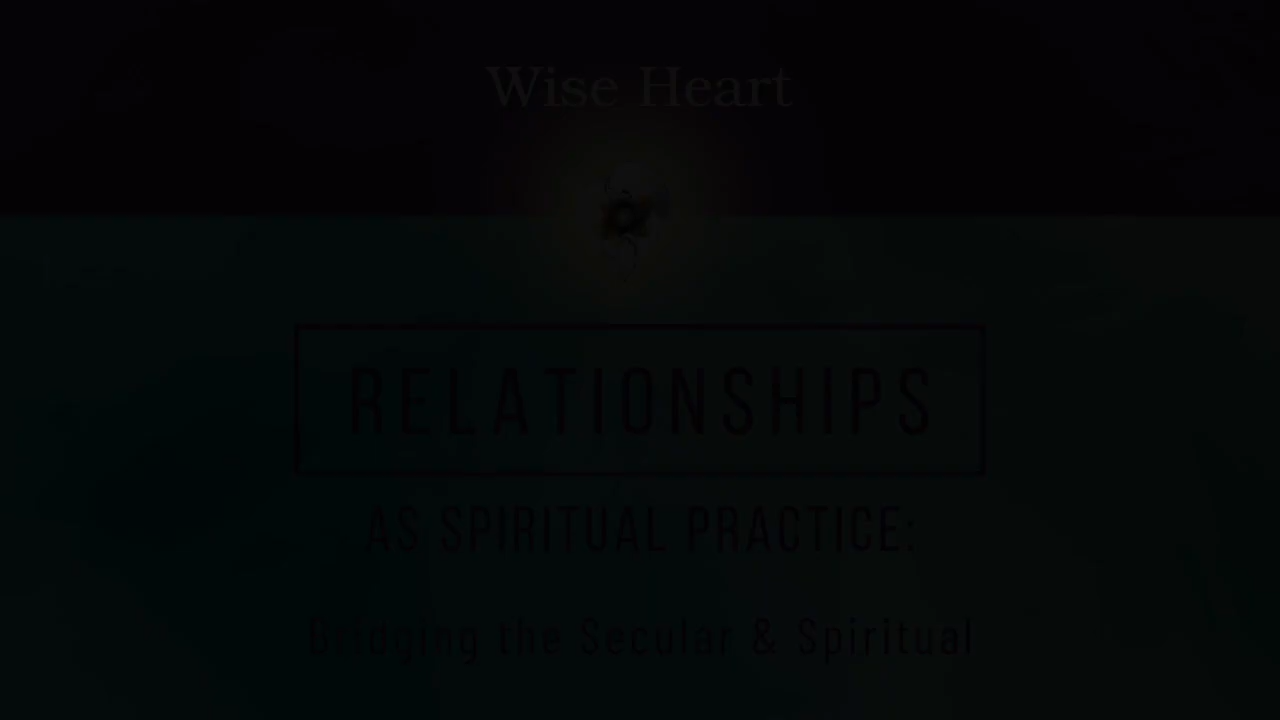 Wise Heart
RELATIONSHIPS
AS SPIRITUAL PRACTICE:
Bridging the Secular & Spiritual